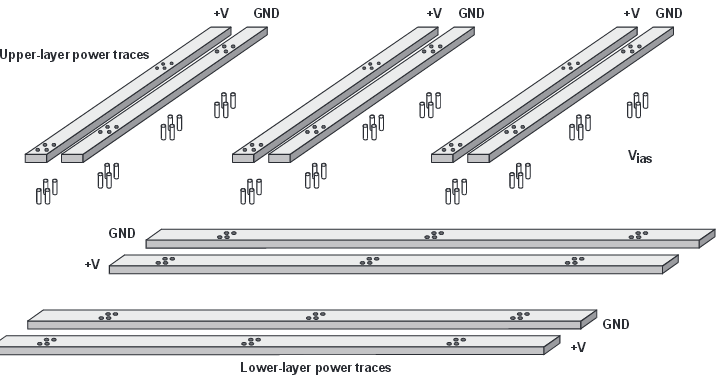 +V GND +V GND +V GND
Upper-layer power traces
Vias
GND
+V
GND
+V
Lower-layer power traces